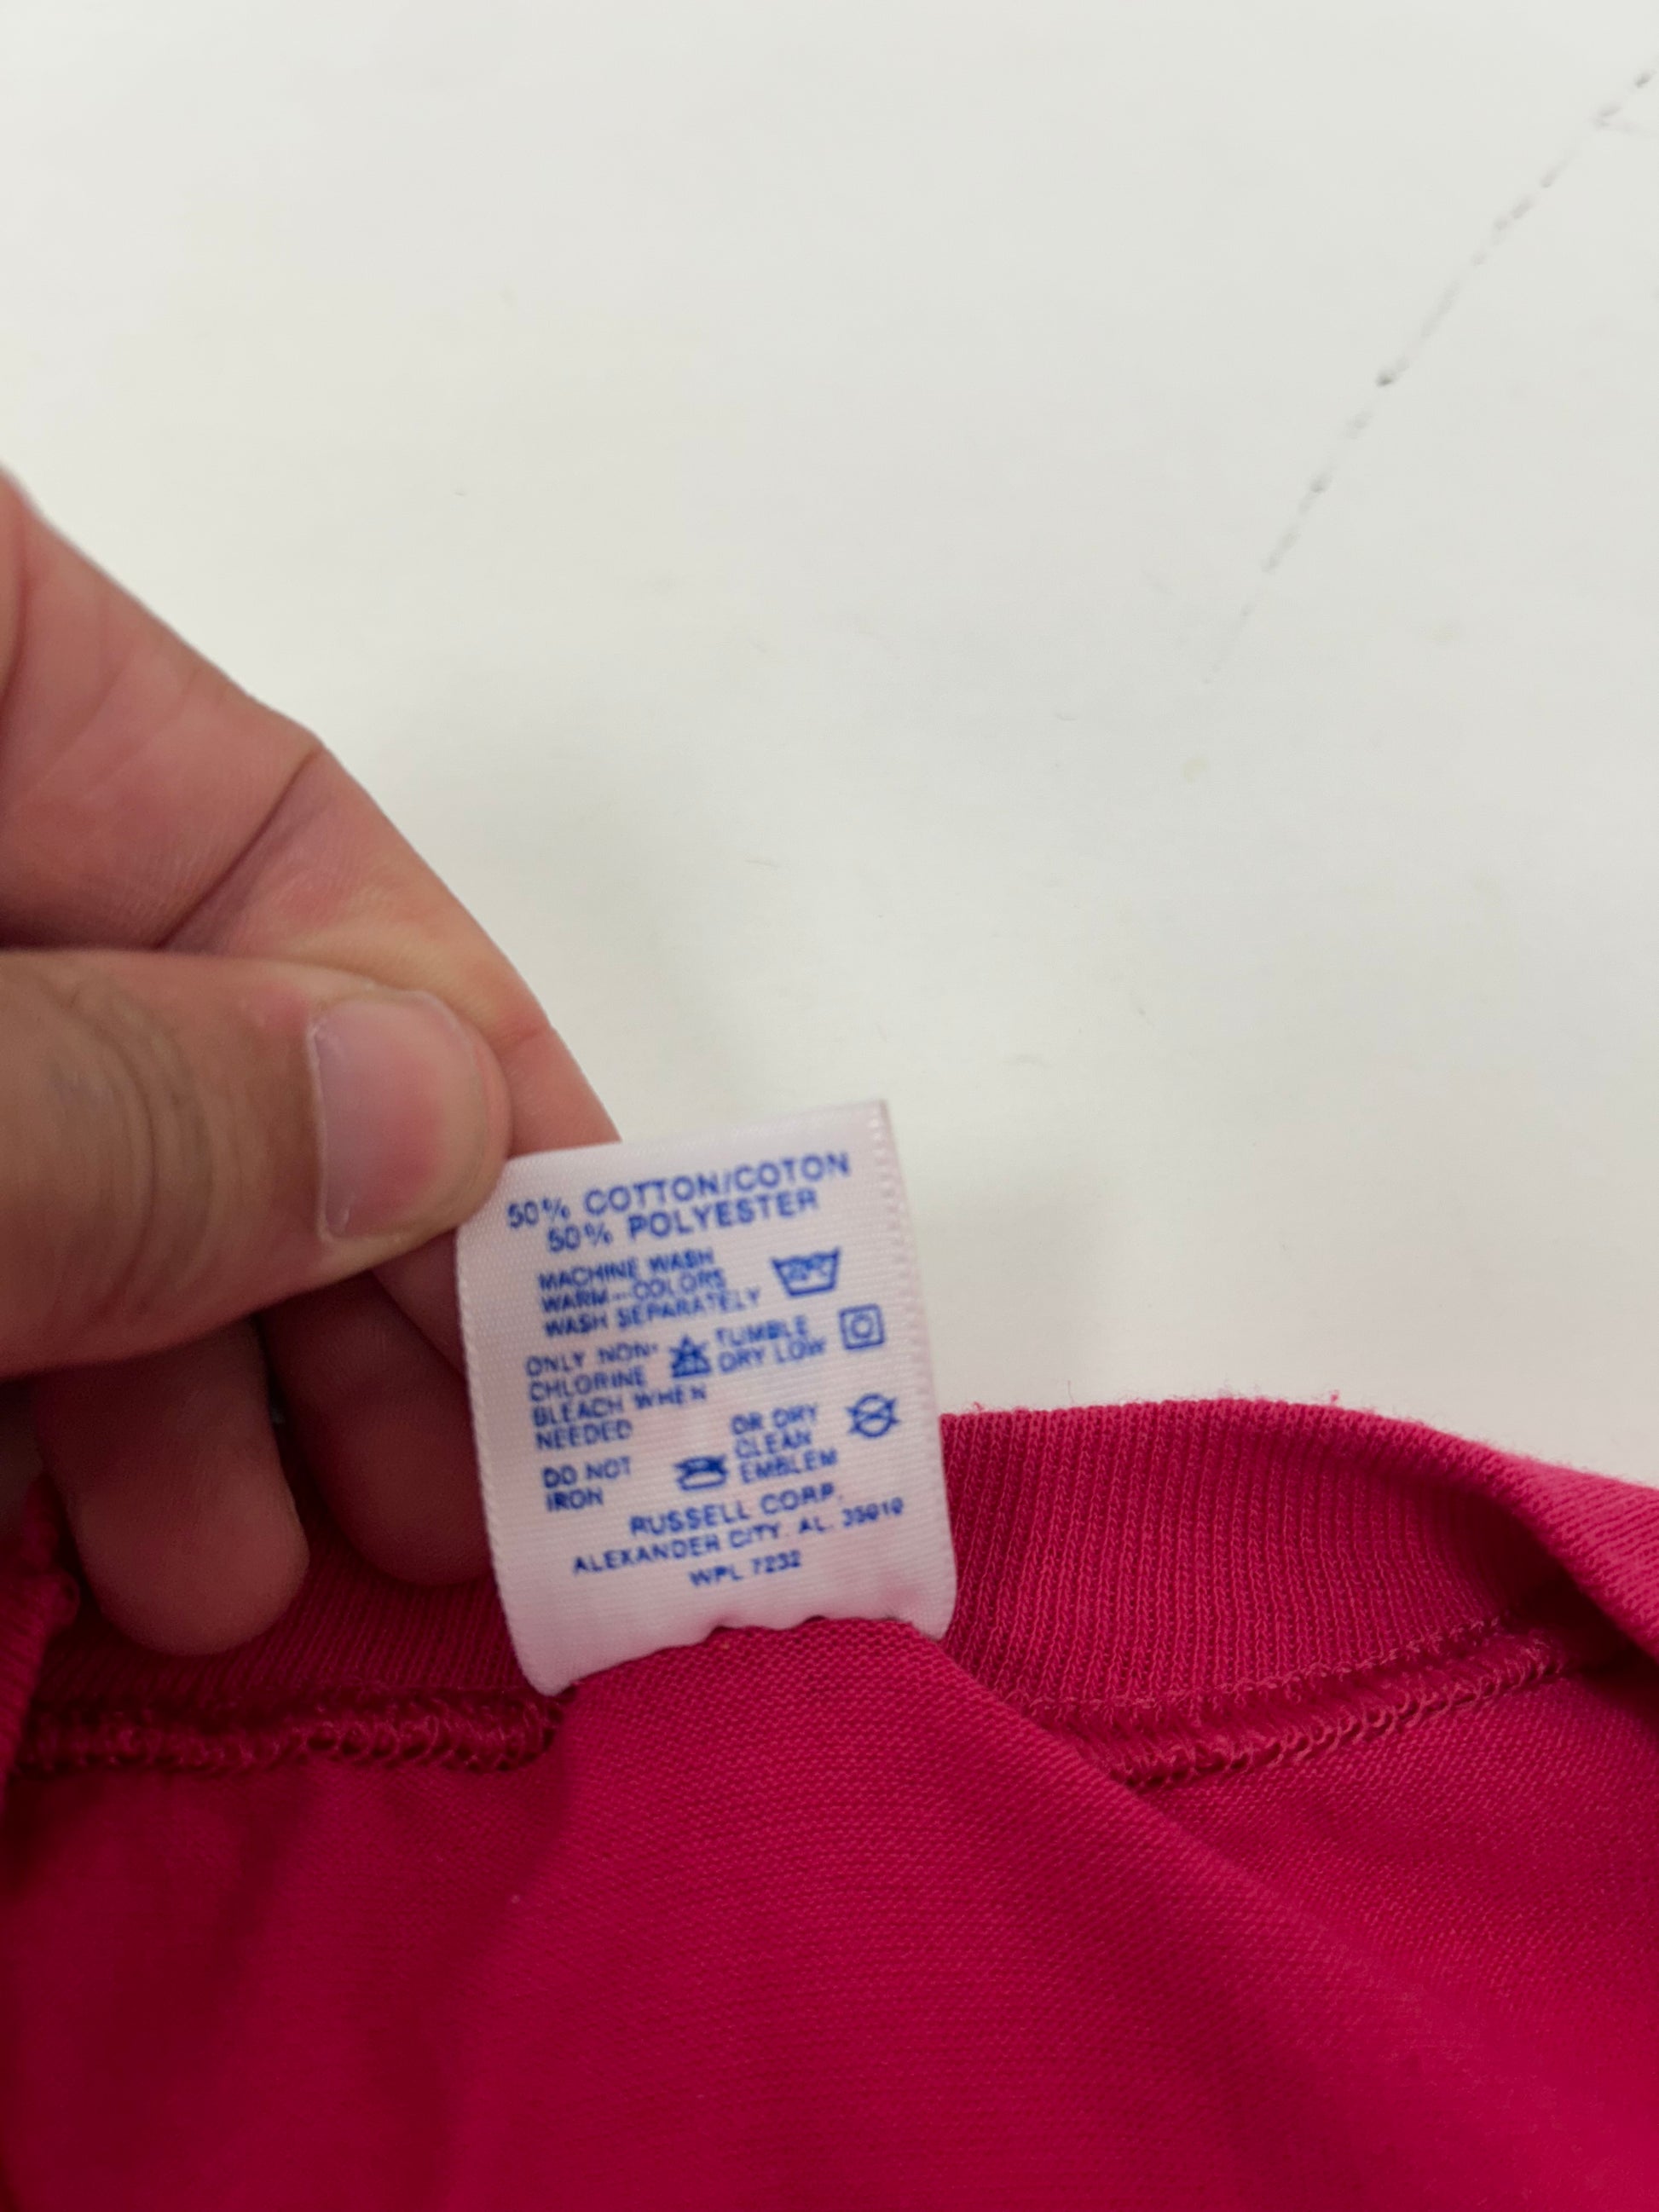 50% COTTON/COTON
50% POLYESTER
MACHINE WASH
WARM—COLORS
WASH SEPARATELY
ONLY NON-
CHLORINE
BLEACH WHEN
NEEDED
TUMBLE
DRY LOW
DO NOT
IRON
OR DRY
CLEAN
EMBLEM
RUSSELL CORP.
ALEXANDER CITY, AL. 35010
WPL 7232